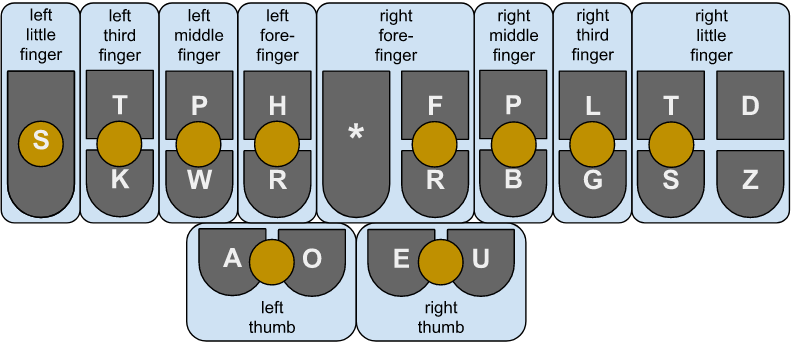 left little finger
left third finger
left middle finger
left fore-finger
right fore-finger
right middle finger
right third finger
right little finger
T P H F P L T D
S *
K W R R B G S Z
A O E U
left thumb
right thumb